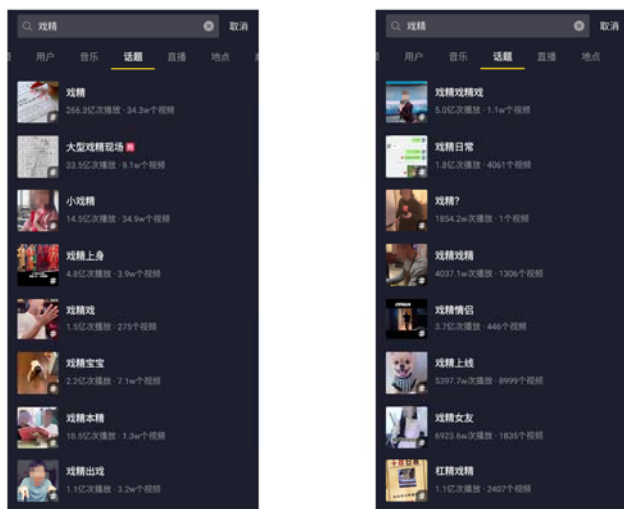 戏精
取消
用户 音乐 话题 直播 地点
戏精
266.3亿次播放 · 34.3w个视频
大型戏精现场
33.5亿次播放 · 9.1w个视频
小戏精
14.5亿次播放 · 34.9w个视频
戏精上身
4.8亿次播放 · 3.9w个视频
戏精戏
1.5亿次播放 · 275个视频
戏精宝宝
2.2亿次播放 · 7.1w个视频
戏精本精
18.5亿次播放 · 1.3w个视频
戏精出戏
1.1亿次播放 · 3.2w个视频
戏精
取消
用户 音乐 话题 直播 地点
戏精戏精戏
5.0亿次播放 · 1.1w个视频
戏精日常
1.8亿次播放 · 4061个视频
戏精?
1854.2w次播放 · 1个视频
戏精戏精
4037.1w次播放 · 1306个视频
戏精情侣
3.7亿次播放 · 446个视频
戏精上线
5397.7w次播放 · 8999个视频
戏精女友
6923.6w次播放 · 1835个视频
杠精戏精
1.1亿次播放 · 2407个视频